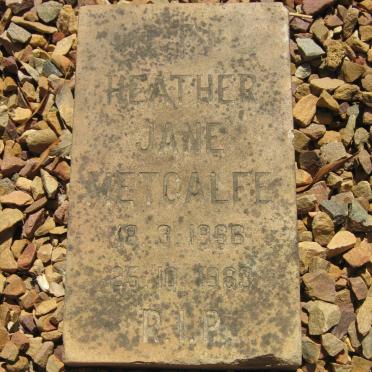 HEATHER
JANE
METCALFE
18. 3. 1966
25. 10. 1983
R.I.P.